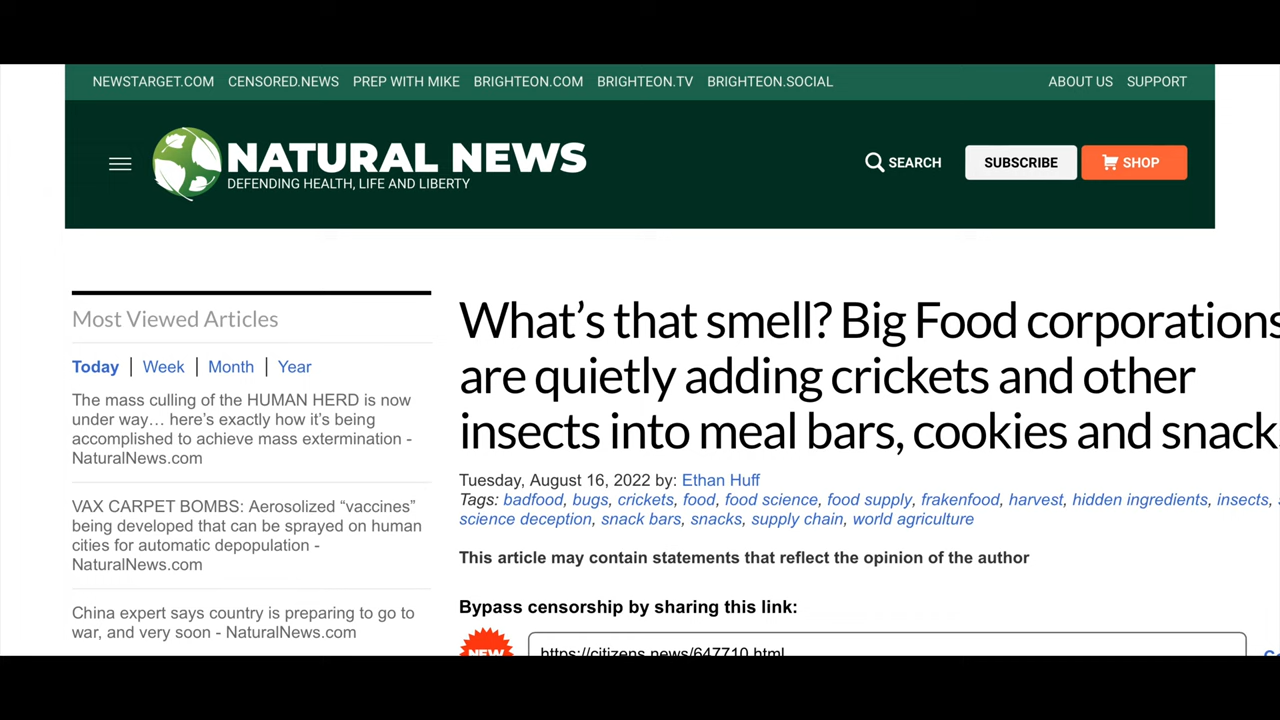 NEWSTARGET.COM CENSORED.NEWS PREP WITH MIKE BRIGHTEON.COM BRIGHTEON.TV BRIGHTEON.SOCIAL ABOUT US SUPPORT
NATURAL NEWS
DEFENDING HEALTH, LIFE AND LIBERTY
SEARCH SUBSCRIBE SHOP
Most Viewed Articles
Today | Week | Month | Year
The mass culling of the HUMAN HERD is now
under way… here’s exactly how it’s being
accomplished to achieve mass extermination -
NaturalNews.com
VAX CARPET BOMBS: Aerosolized “vaccines”
being developed that can be sprayed on human
cities for automatic depopulation -
NaturalNews.com
China expert says country is preparing to go to
war, and very soon - NaturalNews.com
What’s that smell? Big Food corporations
are quietly adding crickets and other
insects into meal bars, cookies and snack
Tuesday, August 16, 2022 by: Ethan Huff
Tags: badfood, bugs, crickets, food, food science, food supply, frakenfood, harvest, hidden ingredients, insects,
science deception, snack bars, snacks, supply chain, world agriculture
This article may contain statements that reflect the opinion of the author
Bypass censorship by sharing this link:
NEW
https://citizens.news/647710.html